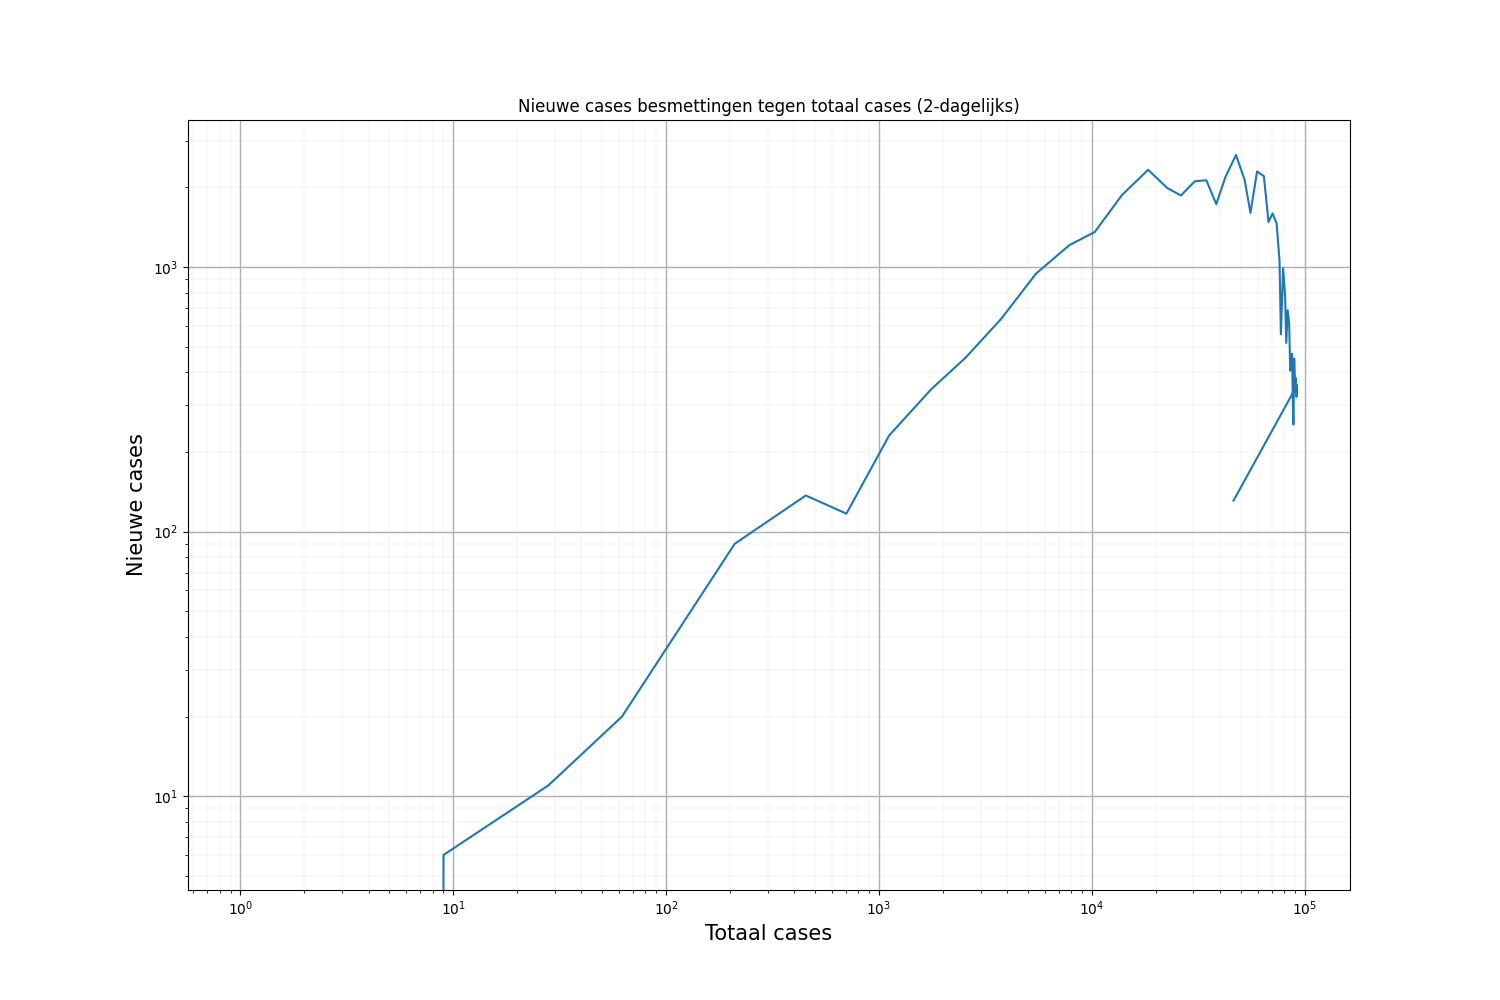 Nieuwe cases besmettingen tegen totaal cases (2-dagelijks)
Nieuwe cases
10³
10²
10¹
10⁰ 10¹ 10² 10³ 10⁴ 10⁵
Totaal cases